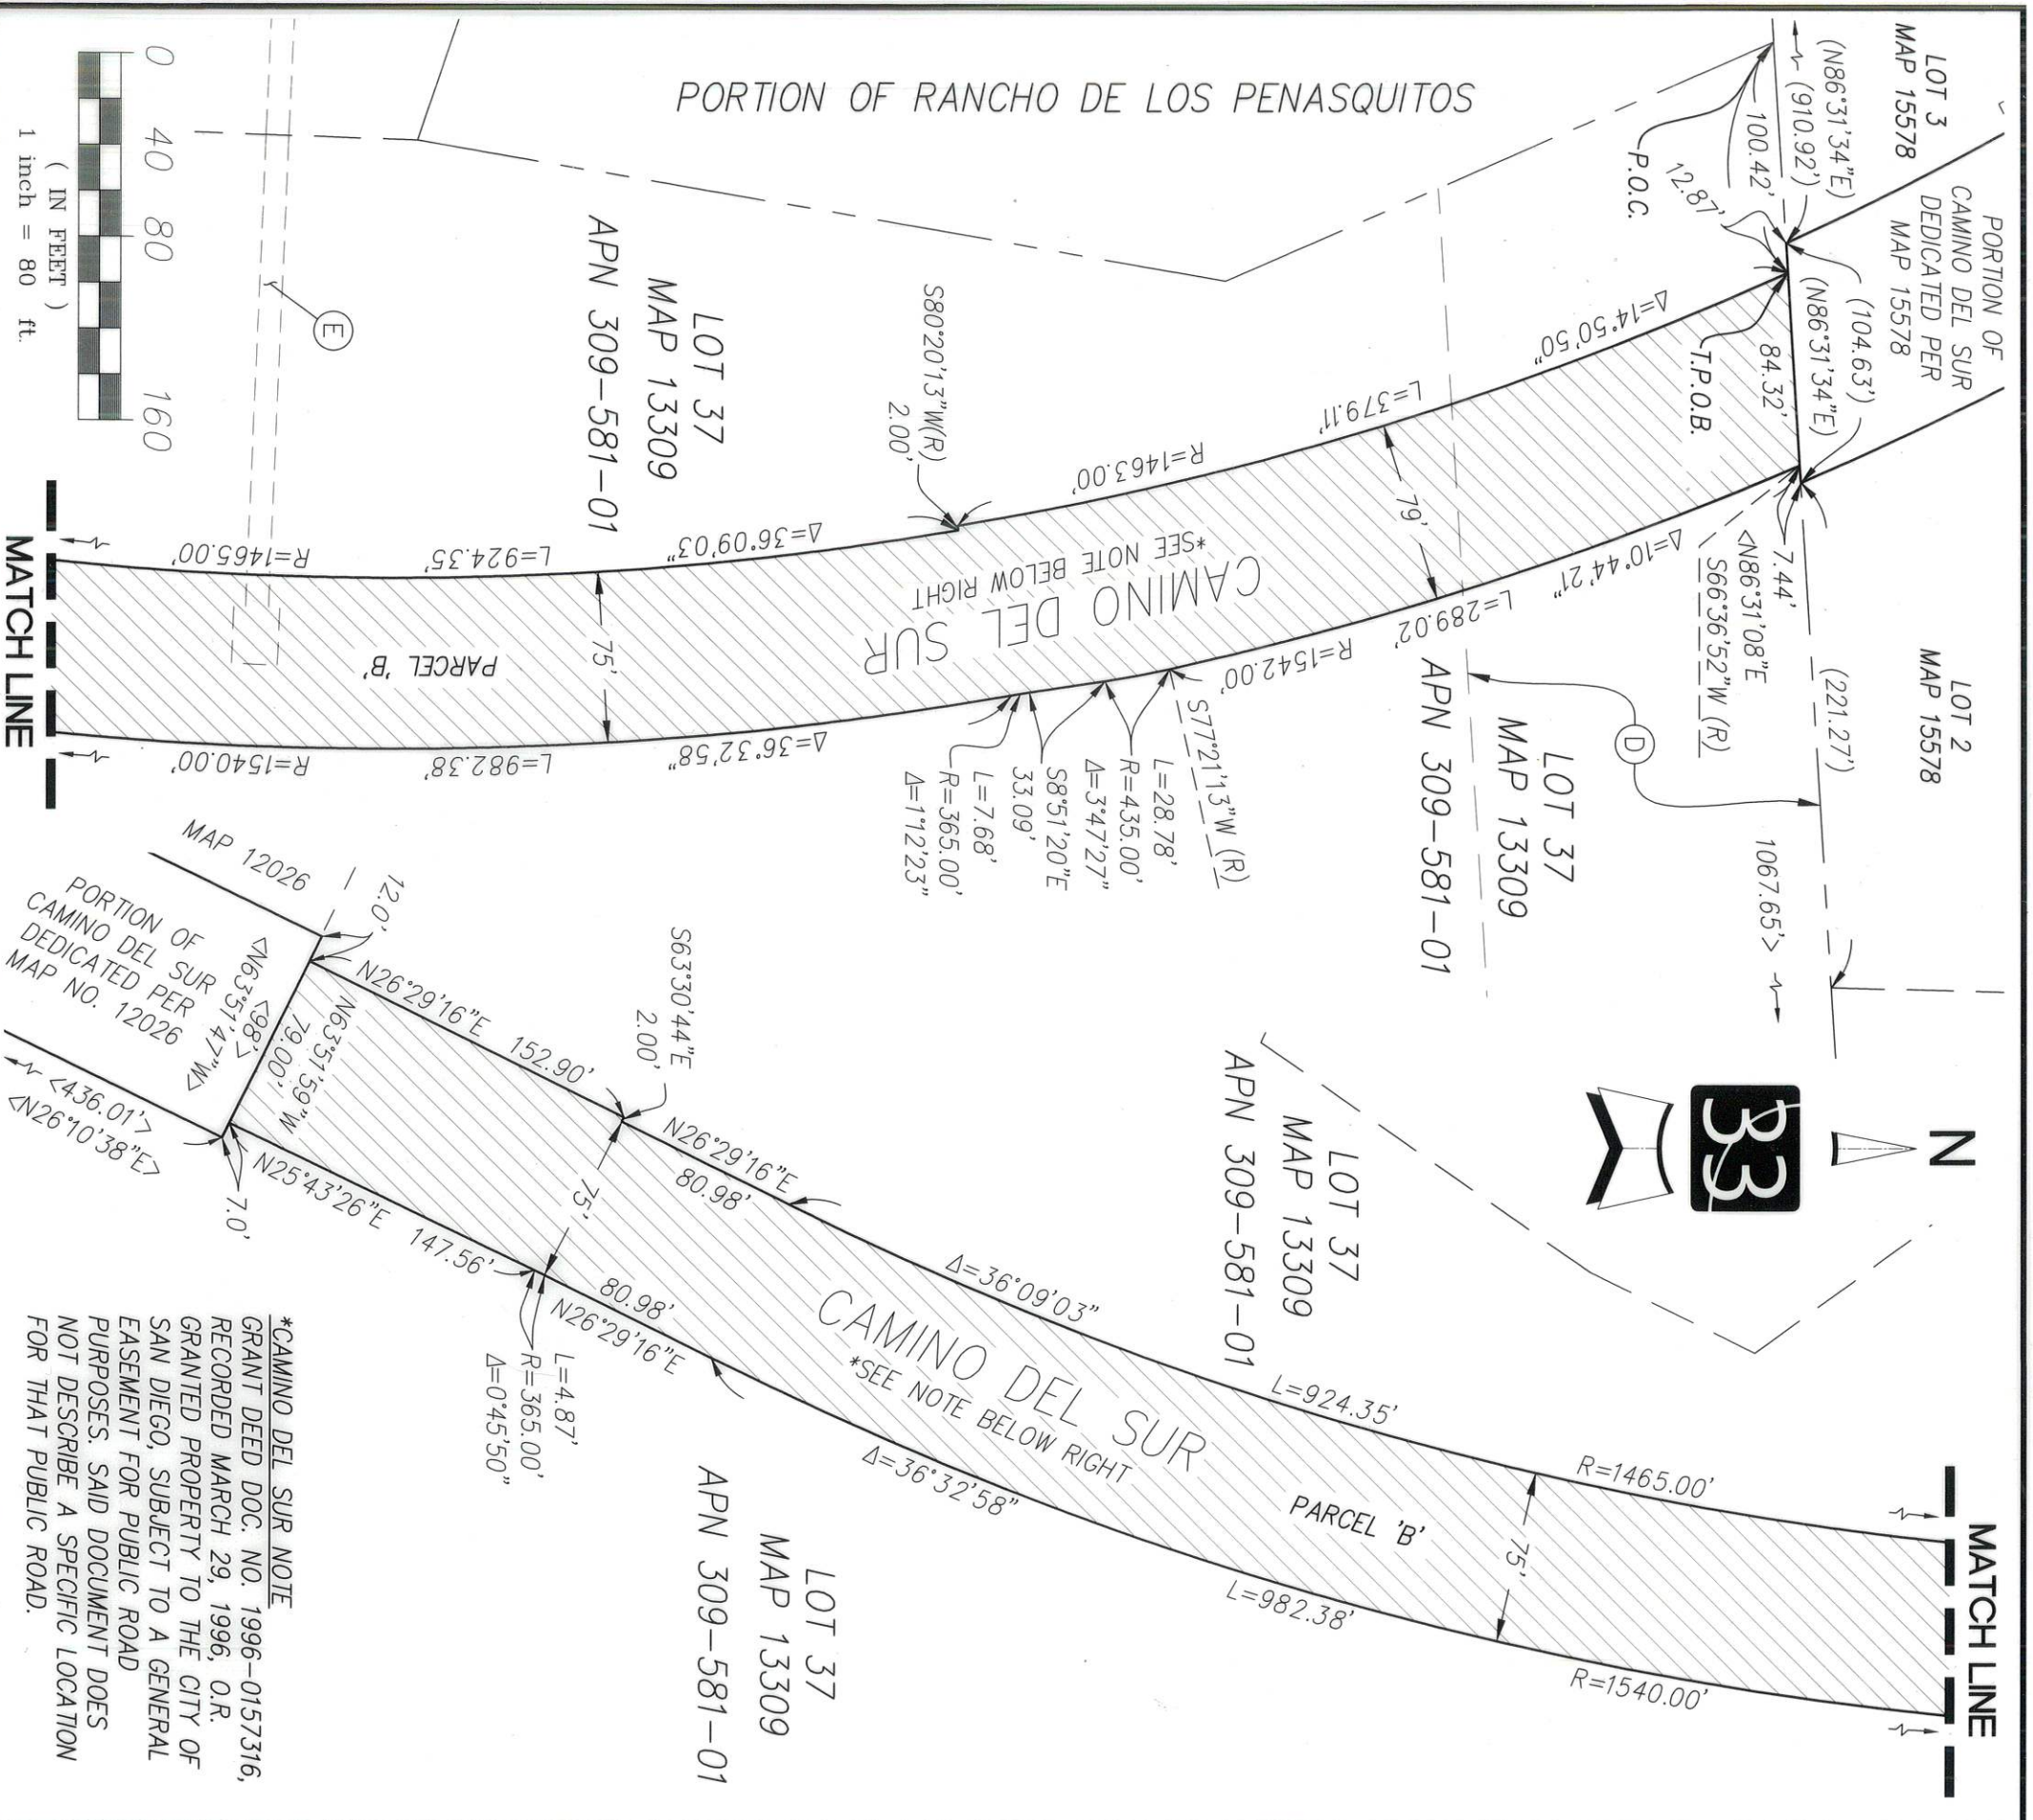 LOT 3
MAP 15578
(N86°31'34"E)
(910.92')
100.42'
12.87'
P.O.C.
PORTION OF
CAMINO DEL SUR
DEDICATED PER
MAP 15578
(104.63')
(N86°31'34"E)
84.32'
T.P.O.B.
LOT 2
MAP 15578
(221.27')
1067.65'>
7.44'
<N86°31'08"E
S66°36'52"W (R)
D
PORTION OF RANCHO DE LOS PENASQUITOS
Δ=14°50'50"
L=379.11'
R=1463.00'
79'
Δ=10°44'21"
L=289.02'
R=1542.00'
LOT 37
MAP 13309
APN 309-581-01
S77°21'13"W (R)
L=28.78'
R=435.00'
Δ=3°47'27"
S8°51'20"E
33.09'
L=7.68'
R=365.00'
Δ=1°12'23"
CAMINO DEL SUR
*SEE NOTE BELOW RIGHT
S80°20'13"W(R)
2.00'
LOT 37
MAP 13309
APN 309-581-01
Δ=36°09'03"
L=924.35'
R=1465.00'
75'
PARCEL 'B'
Δ=36°32'58"
L=982.38'
R=1540.00'
E
0 40 80 160
( IN FEET )
1 inch = 80 ft.
MATCH LINE
N
33
MATCH LINE
R=1465.00'
L=924.35'
Δ=36°09'03"
75'
PARCEL 'B'
R=1540.00'
L=982.38'
Δ=36°32'58"
LOT 37
MAP 13309
APN 309-581-01
CAMINO DEL SUR
*SEE NOTE BELOW RIGHT
N26°29'16"E
80.98'
S63°30'44"E
2.00'
75'
80.98'
N26°29'16"E
L=4.87'
R=365.00'
Δ=0°45'50"
LOT 37
MAP 13309
APN 309-581-01
N26°29'16"E 152.90'
12.0'
N63°51'59"W
79.00'
<98'>
<N63°51'47"W>
N25°43'26"E 147.56'
7.0'
MAP 12026
PORTION OF
CAMINO DEL SUR
DEDICATED PER
MAP NO. 12026
<436.01'>
<N26°10'38"E>
*CAMINO DEL SUR NOTE
GRANT DEED DOC. NO. 1996-0157316,
RECORDED MARCH 29, 1996, O.R.
GRANTED PROPERTY TO THE CITY OF
SAN DIEGO, SUBJECT TO A GENERAL
EASEMENT FOR PUBLIC ROAD
PURPOSES. SAID DOCUMENT DOES
NOT DESCRIBE A SPECIFIC LOCATION
FOR THAT PUBLIC ROAD.